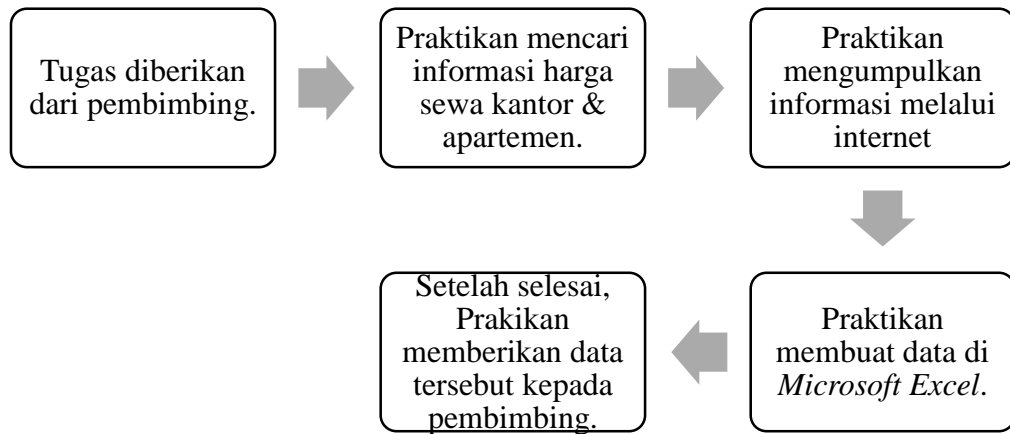 Tugas diberikan
dari pembimbing.
Praktikan mencari
informasi harga
sewa kantor &
apartemen.
Praktikan
mengumpulkan
informasi melalui
internet
Praktikan
membuat data di
Microsoft Excel.
Setelah selesai,
Prakikan
memberikan data
tersebut kepada
pembimbing.